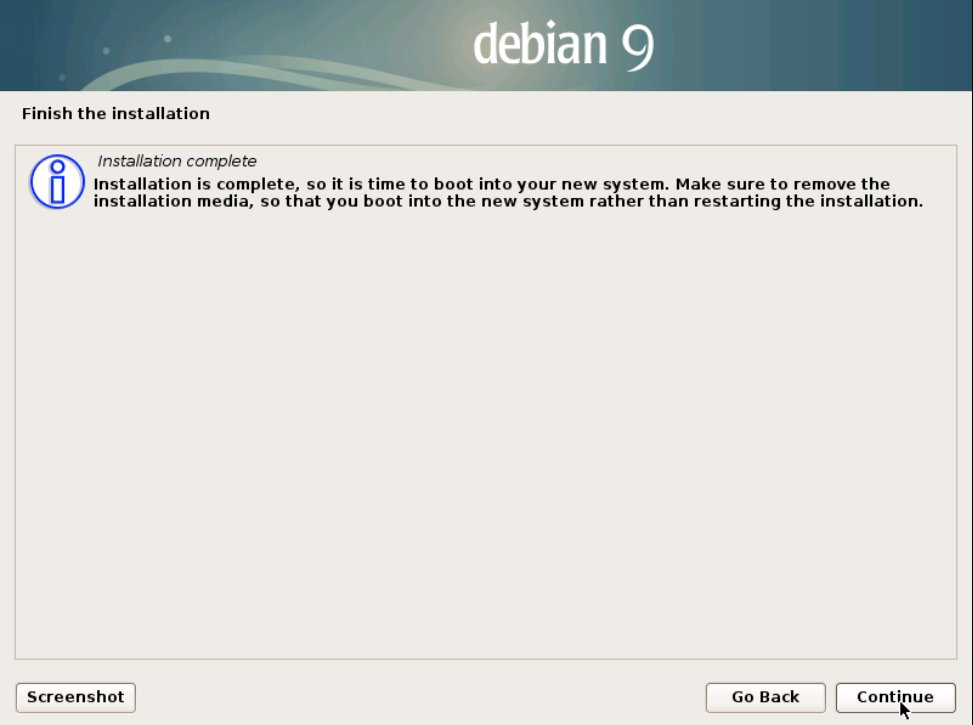 debian 9
Finish the installation
Installation complete
Installation is complete, so it is time to boot into your new system. Make sure to remove the
installation media, so that you boot into the new system rather than restarting the installation.
Screenshot
Go Back
Continue